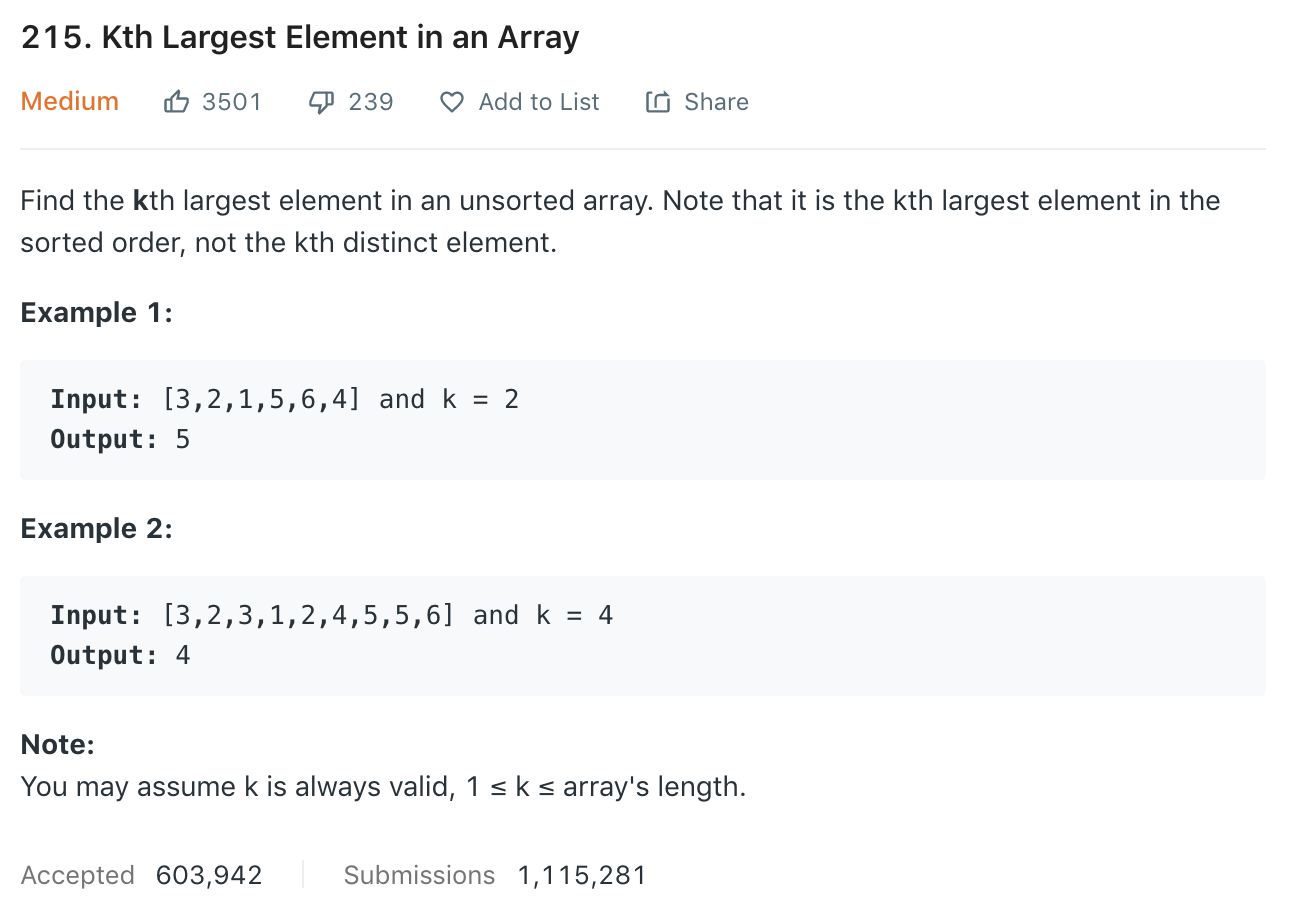 215. Kth Largest Element in an Array
Medium 3501 239 Add to List Share
Find the kth largest element in an unsorted array. Note that it is the kth largest element in the
sorted order, not the kth distinct element.
Example 1:
Input: [3,2,1,5,6,4] and k = 2
Output: 5
Example 2:
Input: [3,2,3,1,2,4,5,5,6] and k = 4
Output: 4
Note:
You may assume k is always valid, 1 ≤ k ≤ array's length.
Accepted 603,942 Submissions 1,115,281